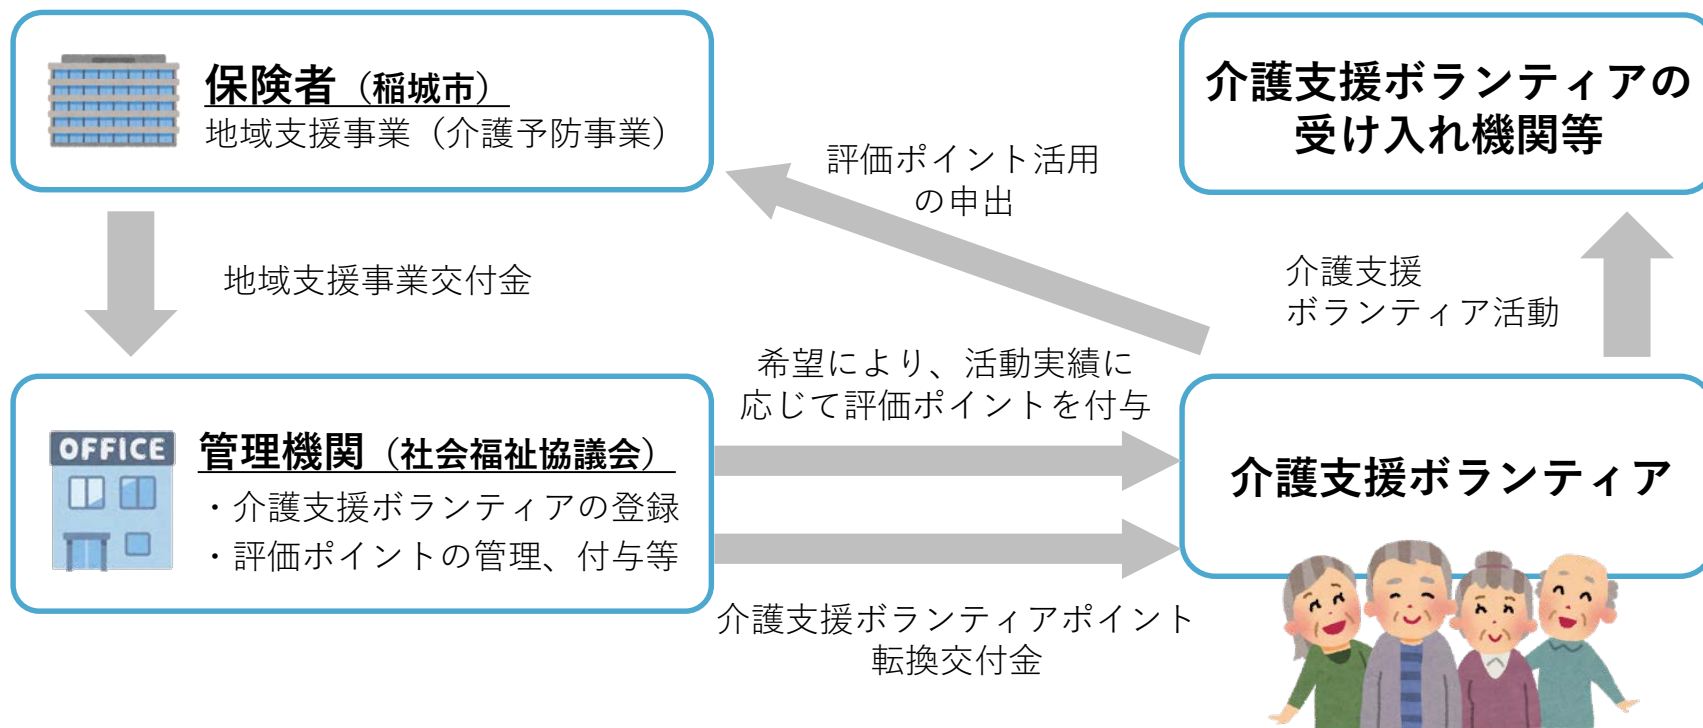 保険者（稲城市）
地域支援事業（介護予防事業）
介護支援ボランティアの
受け入れ機関等
評価ポイント活用
の申出
地域支援事業交付金
介護支援
ボランティア活動
希望により、活動実績に
応じて評価ポイントを付与
OFFICE
管理機関（社会福祉協議会）
・介護支援ボランティアの登録
・評価ポイントの管理、付与等
介護支援ボランティア
介護支援ボランティアポイント
転換交付金